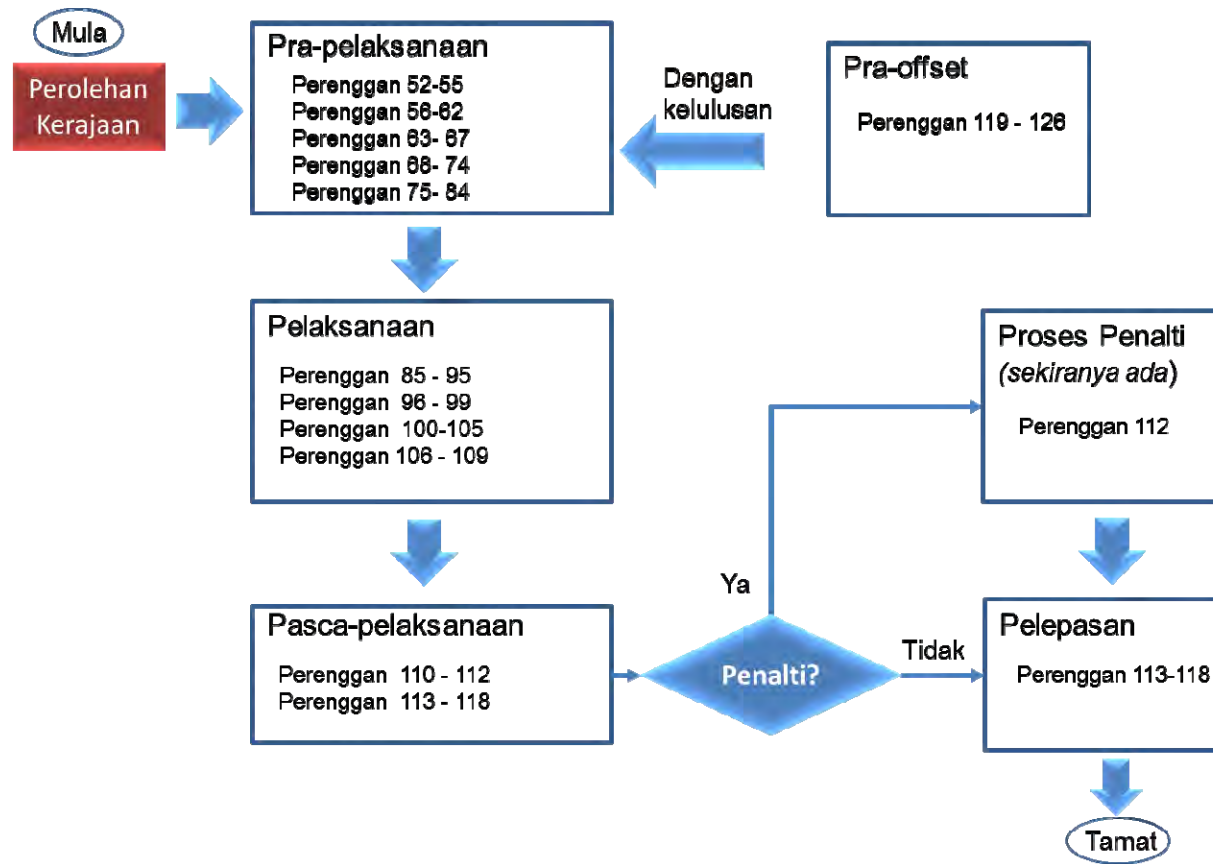 Mula
Perolehan
Kerajaan
Pra-pelaksanaan
Perenggan 52-55
Perenggan 56-62
Perenggan 63- 67
Perenggan 68- 74
Perenggan 75- 84
Dengan
kelulusan
Pra-offset
Perenggan 119 - 126
Pelaksanaan
Perenggan 85 - 95
Perenggan 96 - 99
Perenggan 100-105
Perenggan 106 - 109
Proses Penalti
(sekiranya ada)
Perenggan 112
Pasca-pelaksanaan
Perenggan 110 - 112
Perenggan 113 - 118
Penalti?
Ya
Tidak
Pelepasan
Perenggan 113-118
Tamat